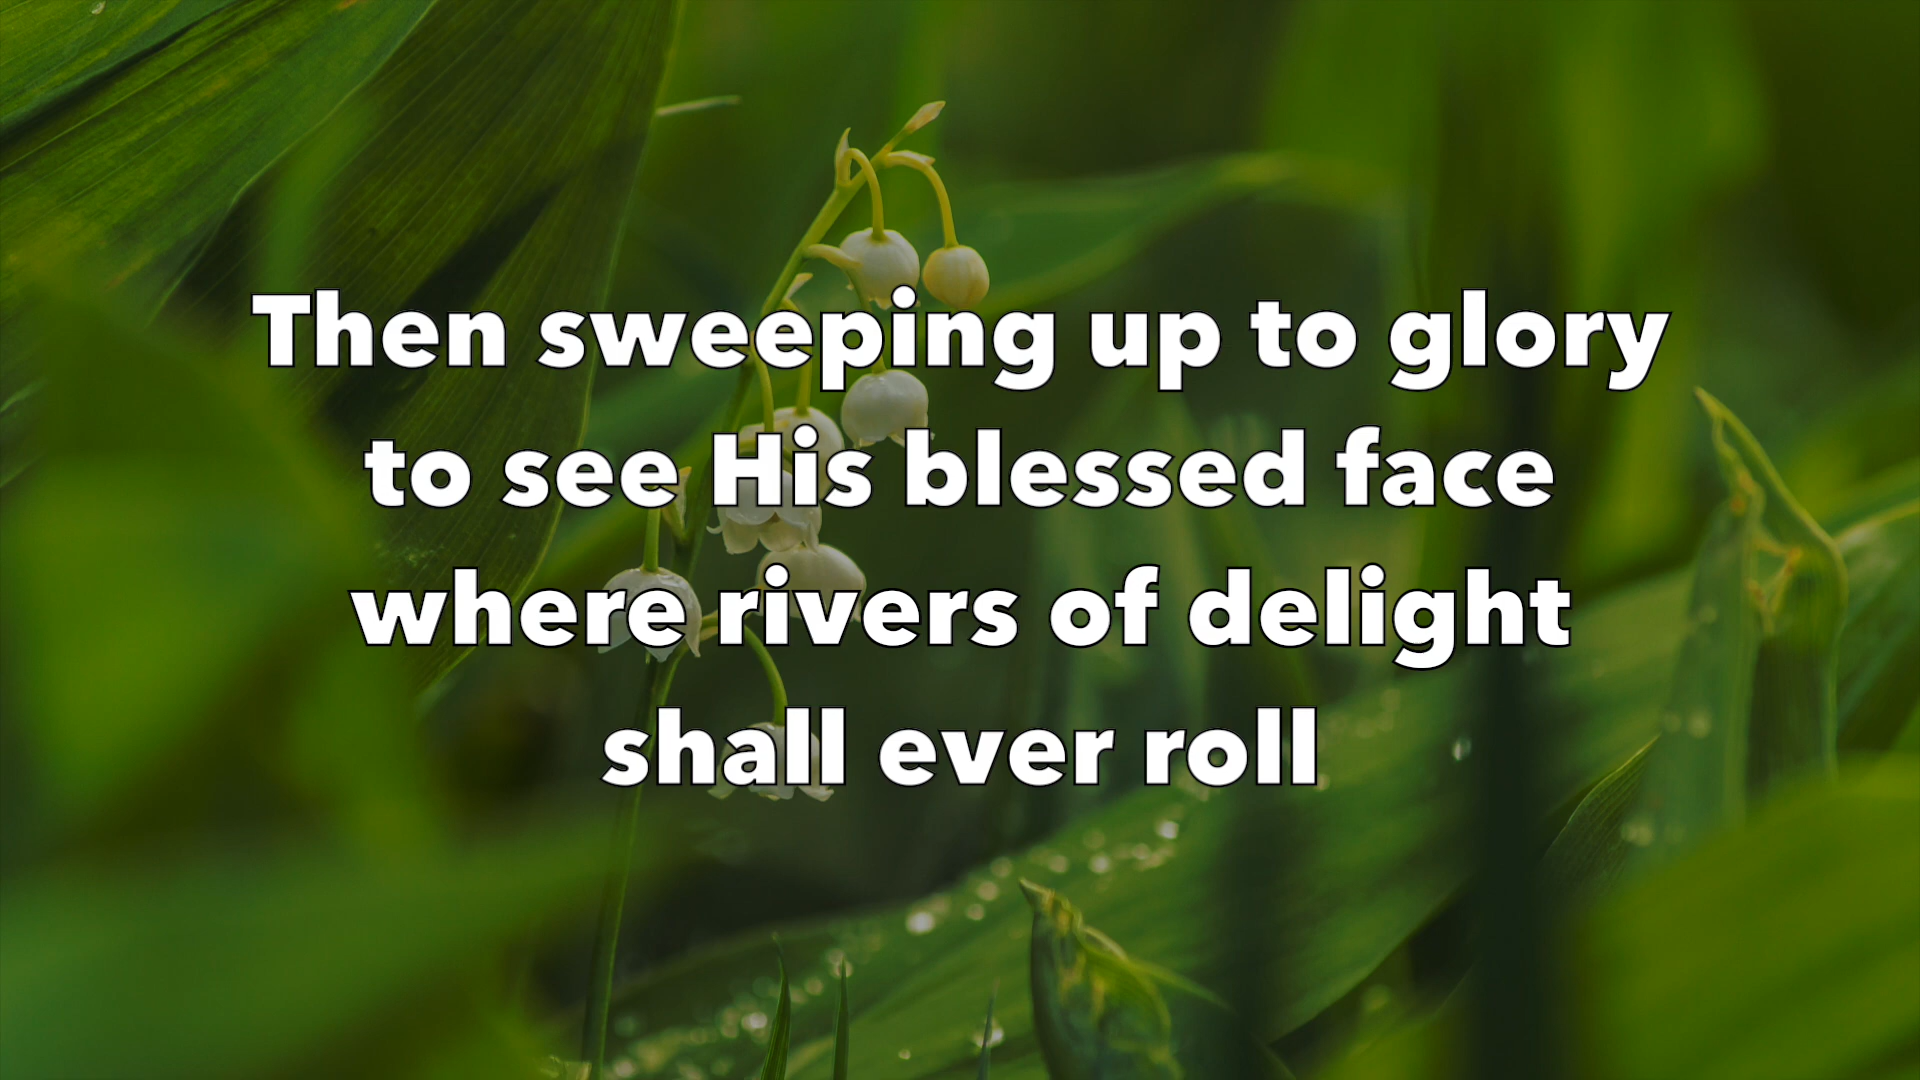 Then sweeping up to glory
to see His blessed face
where rivers of delight
shall ever roll